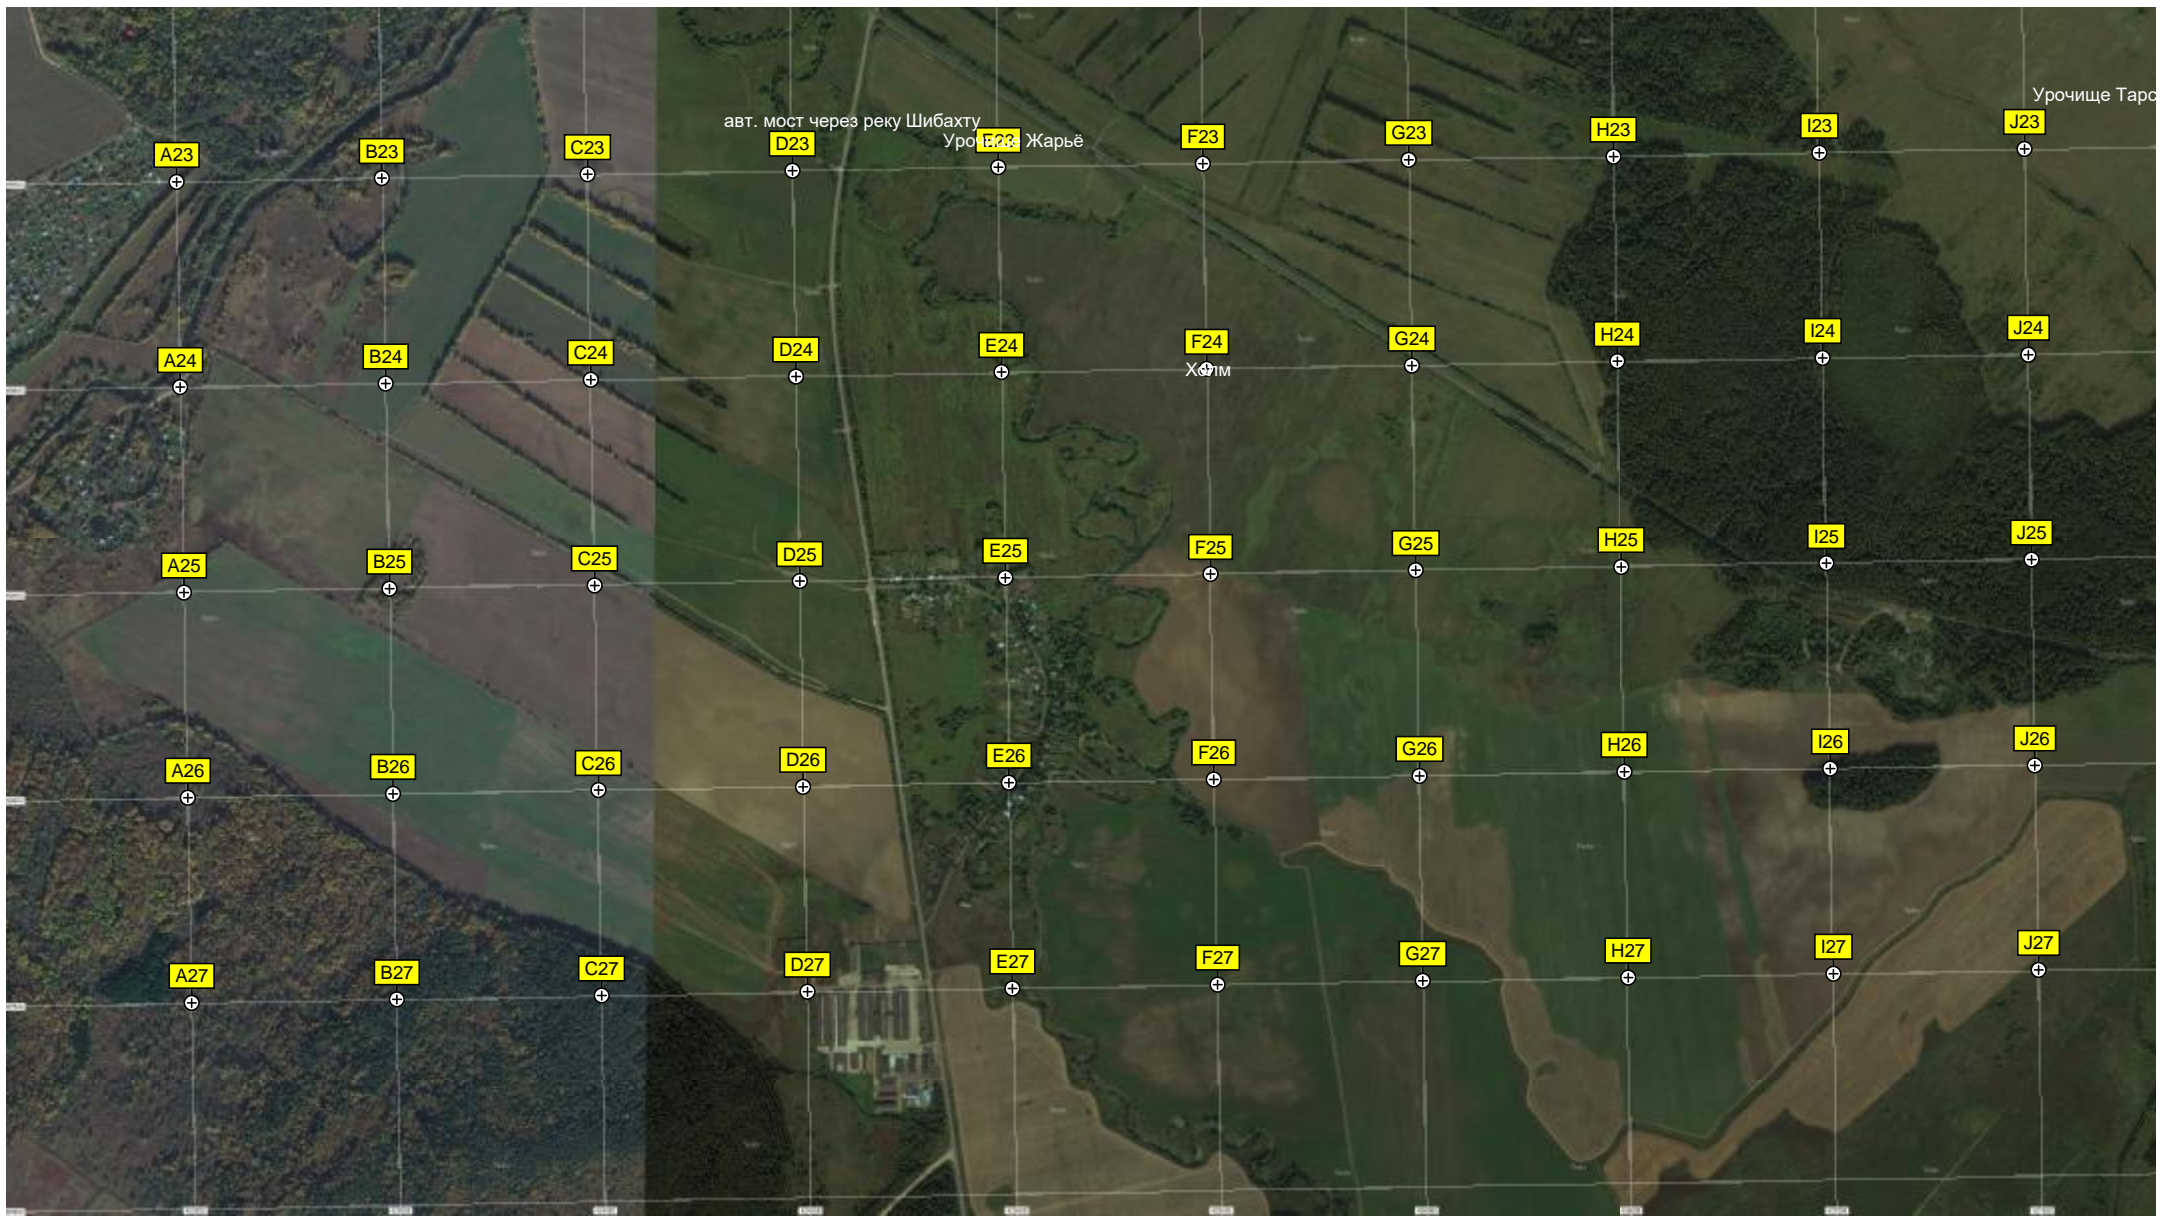 Урочище Тарс
авт. мост через реку Шибахту
Урочище Жарьё
A23 B23 C23 D23 E23 F23 G23 H23 I23 J23
A24 B24 C24 D24 E24 F24 G24 H24 I24 J24
Холм
A25 B25 C25 D25 E25 F25 G25 H25 I25 J25
A26 B26 C26 D26 E26 F26 G26 H26 I26 J26
A27 B27 C27 D27 E27 F27 G27 H27 I27 J27